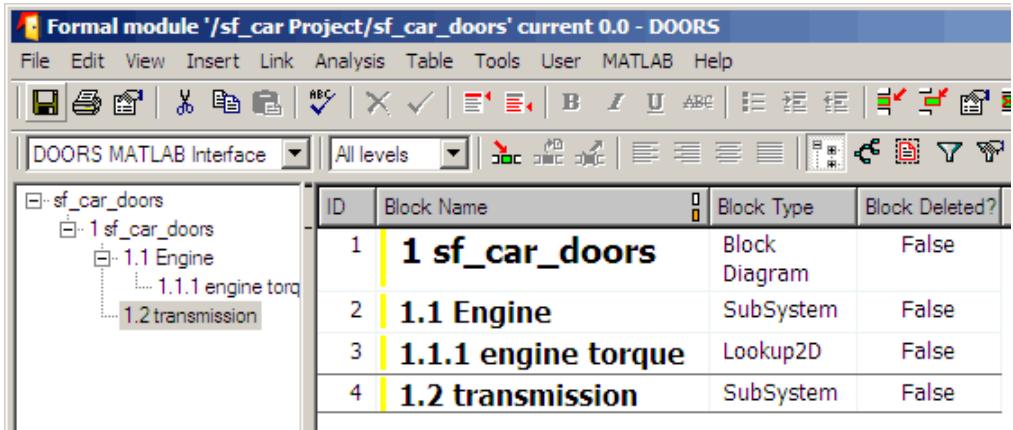 Formal module '/sf_car Project/sf_car_doors' current 0.0 - DOORS
File Edit View Insert Link Analysis Table Tools User MATLAB Help
ABC B I U ABC
DOORS MATLAB Interface All levels
sf_car_doors
1 sf_car_doors
1.1 Engine
1.1.1 engine torq
1.2 transmission
ID Block Name Block Type Block Deleted?
1 1 sf_car_doors Block Diagram False
2 1.1 Engine SubSystem False
3 1.1.1 engine torque Lookup2D False
4 1.2 transmission SubSystem False